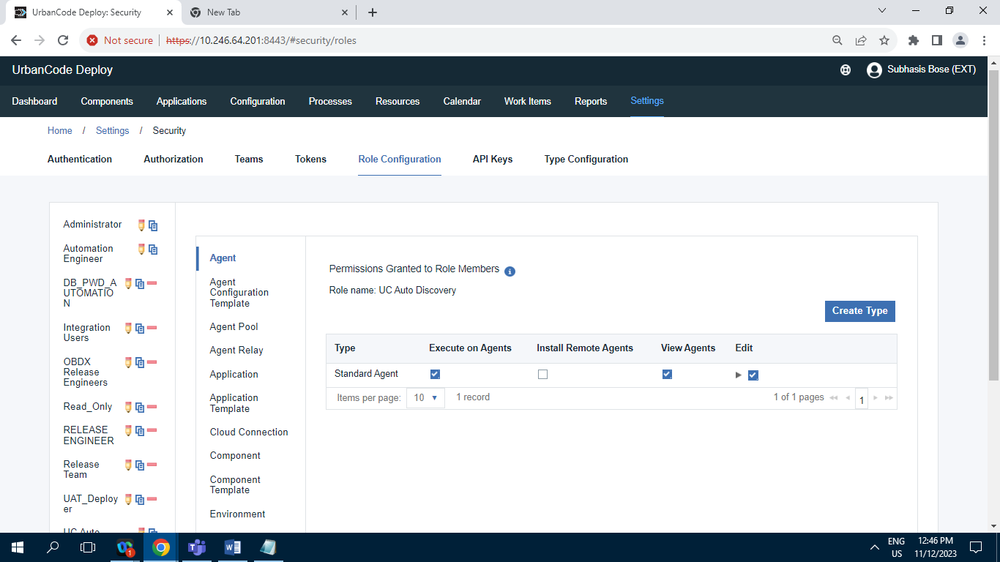 UrbanCode Deploy: Security
New Tab
Not secure
https://10.246.64.201:8443/#security/roles
UrbanCode Deploy
Subhasis Bose (EXT)
Dashboard
Components
Applications
Configuration
Processes
Resources
Calendar
Work Items
Reports
Settings
Home / Settings / Security
Authentication
Authorization
Teams
Tokens
Role Configuration
API Keys
Type Configuration
Administrator
Automation
Engineer
DB_PWD_A
UTOMATIO
N
Integration
Users
OBDX
Release
Engineers
Read_Only
RELEASE
ENGINEER
Release
Team
UAT_Deploy
er
UC Auto
Agent
Agent
Configuration
Template
Agent Pool
Agent Relay
Application
Application
Template
Cloud Connection
Component
Component
Template
Environment
Permissions Granted to Role Members
Role name: UC Auto Discovery
Create Type
Type Execute on Agents Install Remote Agents View Agents Edit
Standard Agent
Items per page: 10 1 record 1 of 1 pages 1
1
ENG
US
12:46 PM
11/12/2023